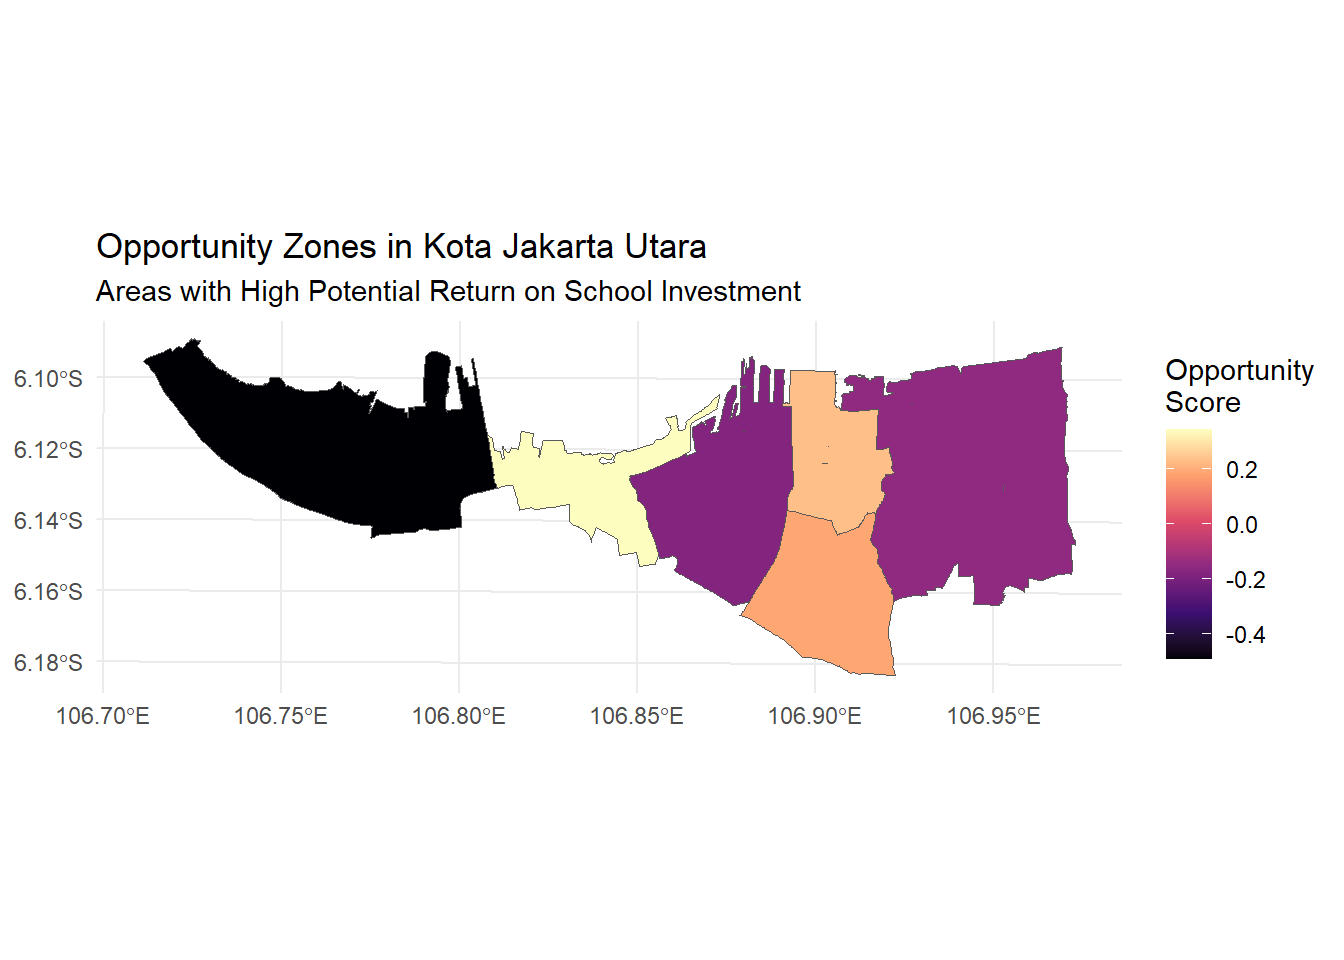 Opportunity Zones in Kota Jakarta Utara
Areas with High Potential Return on School Investment
6.10°S
6.12°S
6.14°S
6.16°S
6.18°S
106.70°E
106.75°E
106.80°E
106.85°E
106.90°E
106.95°E
Opportunity
Score
0.2
0.0
-0.2
-0.4